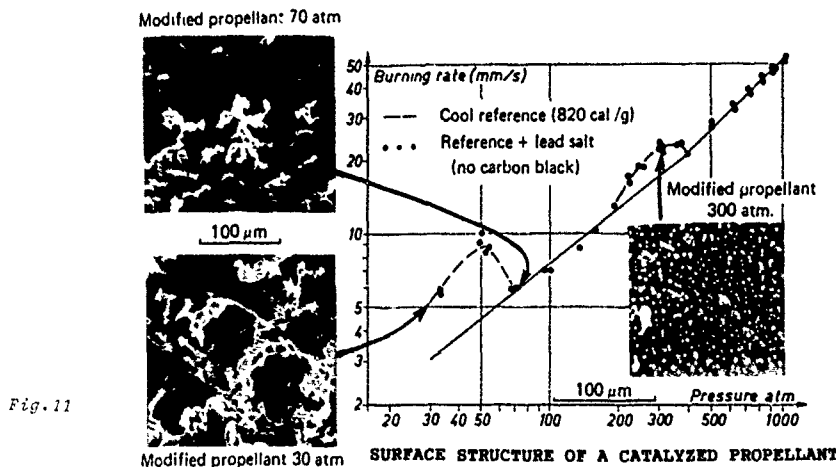 Modified propellant 70 atm
100 µm
Modified propellant 30 atm
Fig.11
Burning rate (mm/s)
Cool reference (820 cal/g)
Reference + lead salt
(no carbon black)
Modified propellant
300 atm.
100 µm
Pressure atm
50
40
30
20
10
5
4
3
2
20
30
50
100
200
300
500
1000
SURFACE STRUCTURE OF A CATALYZED PROPELLANT